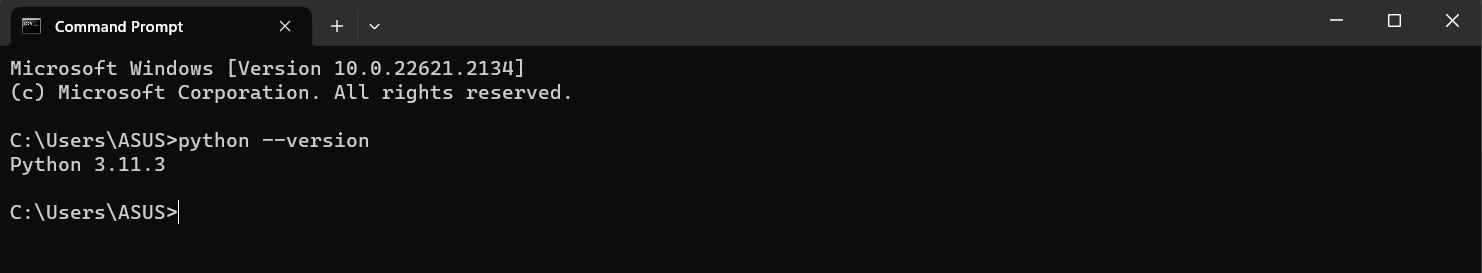 Command Prompt
Microsoft Windows [Version 10.0.22621.2134]
(c) Microsoft Corporation. All rights reserved.
C:\Users\ASUS>python --version
Python 3.11.3
C:\Users\ASUS>